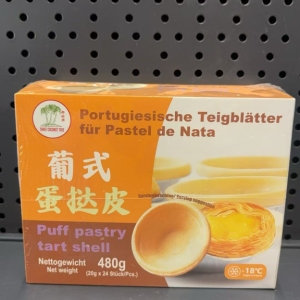 Portugiesische Teigblätter
für Pastel de Nata
葡式
蛋挞皮
Puff pastry
tart shell
Nettogewicht
Net weight
480g
(20g x 24 Stück/Pcs.)
-18°C